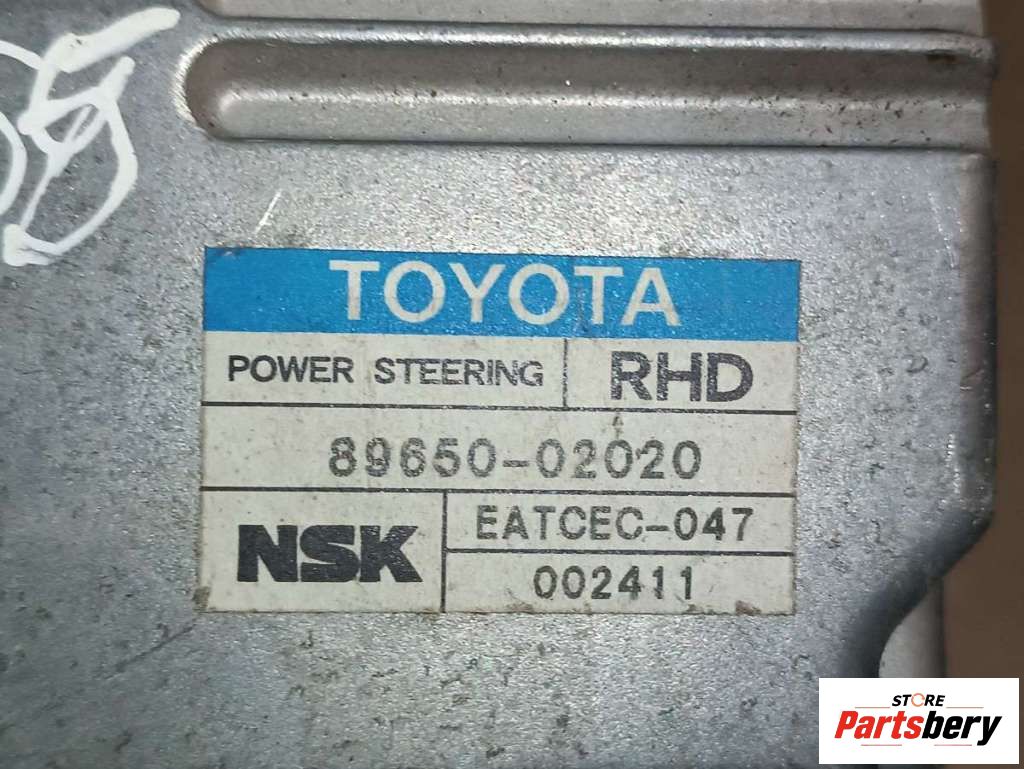 TOYOTA
POWER STEERING RHD
89650-02020
NSK EATCEC-047
002411
STORE
Partsbery